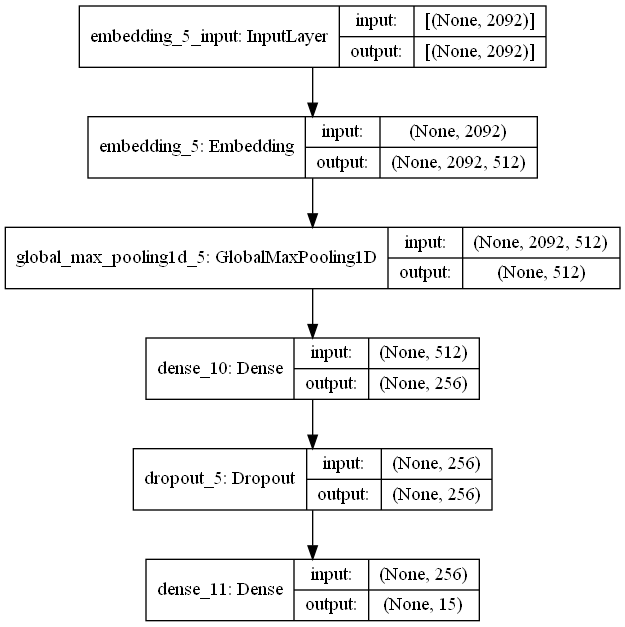 embedding_5_input: InputLayer
input: [(None, 2092)]
output: [(None, 2092)]
embedding_5: Embedding
input: (None, 2092)
output: (None, 2092, 512)
global_max_pooling1d_5: GlobalMaxPooling1D
input: (None, 2092, 512)
output: (None, 512)
dense_10: Dense
input: (None, 512)
output: (None, 256)
dropout_5: Dropout
input: (None, 256)
output: (None, 256)
dense_11: Dense
input: (None, 256)
output: (None, 15)